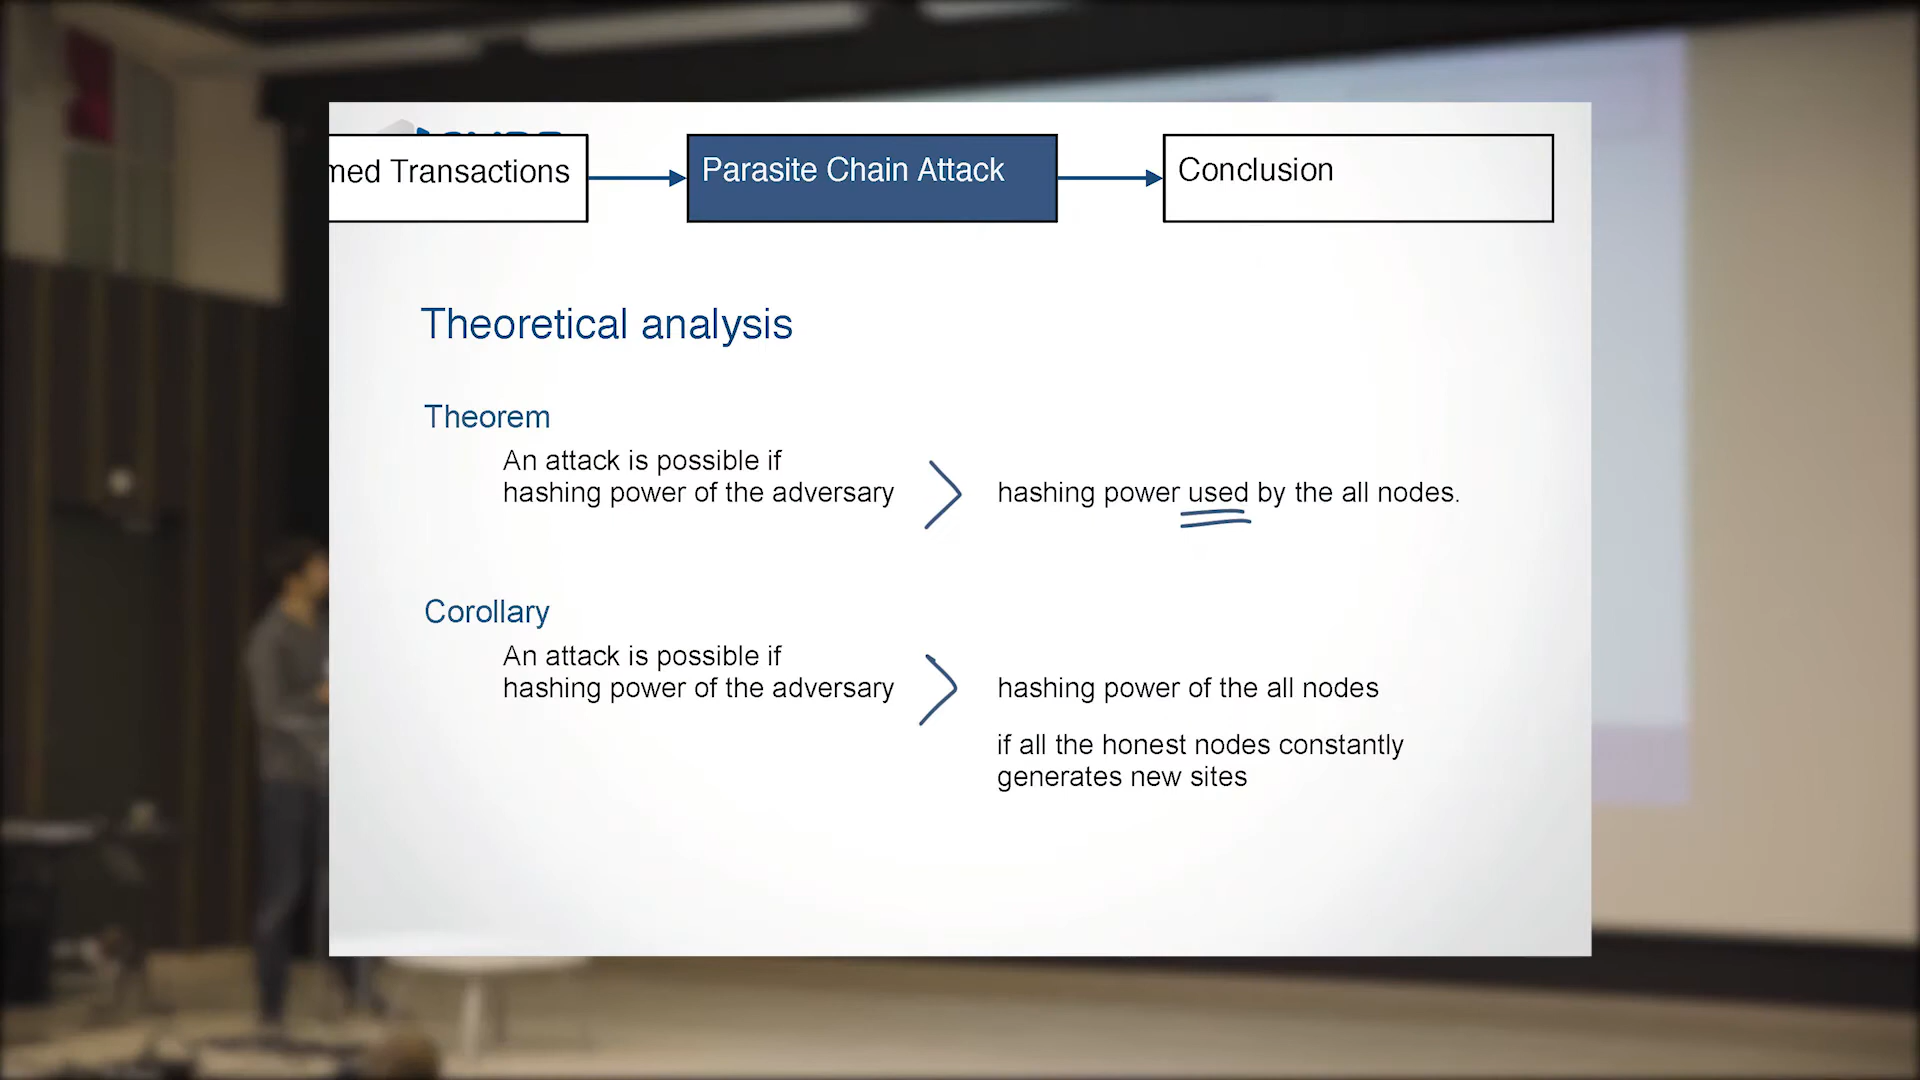 med Transactions
Parasite Chain Attack
Conclusion
Theoretical analysis
Theorem
An attack is possible if
hashing power of the adversary > hashing power used by the all nodes.
Corollary
An attack is possible if
hashing power of the adversary > hashing power of the all nodes
if all the honest nodes constantly
generates new sites